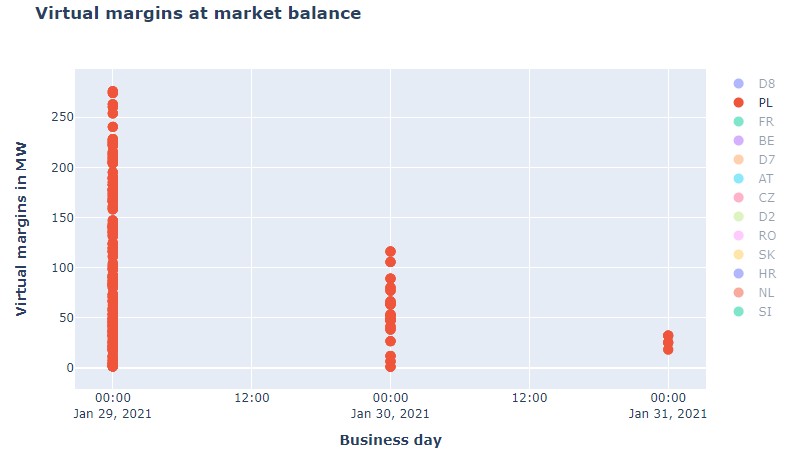 Virtual margins at market balance
Virtual margins in MW
250
200
150
100
50
0
00:00
Jan 29, 2021
12:00
00:00
Jan 30, 2021
12:00
00:00
Jan 31, 2021
Business day
D8
PL
FR
BE
D7
AT
CZ
D2
RO
SK
HR
NL
SI